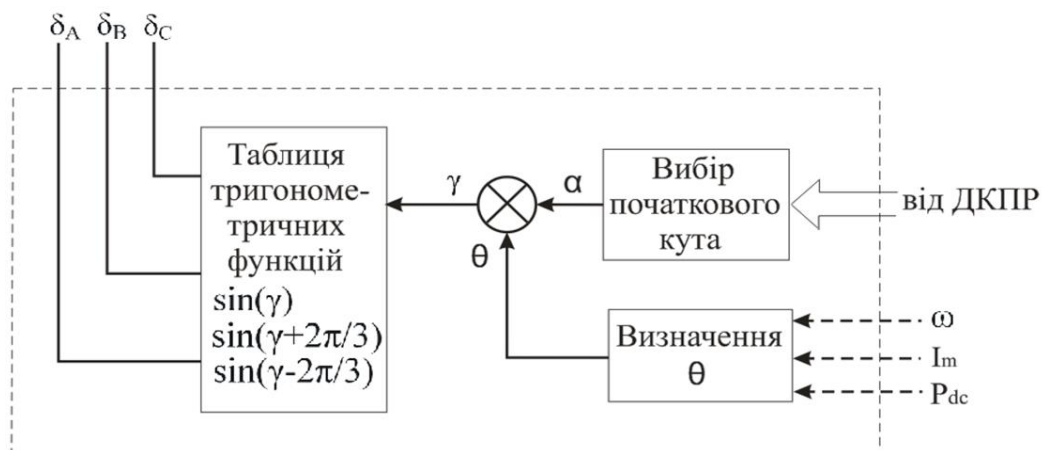 δA δB δC
Таблиця
тригономе-
тричних
функцій
sin(γ)
sin(γ+2π/3)
sin(γ-2π/3)
γ
α
θ
Вибір
початкового
кута
від ДКПР
Визначення
θ
ω
Im
Pdc